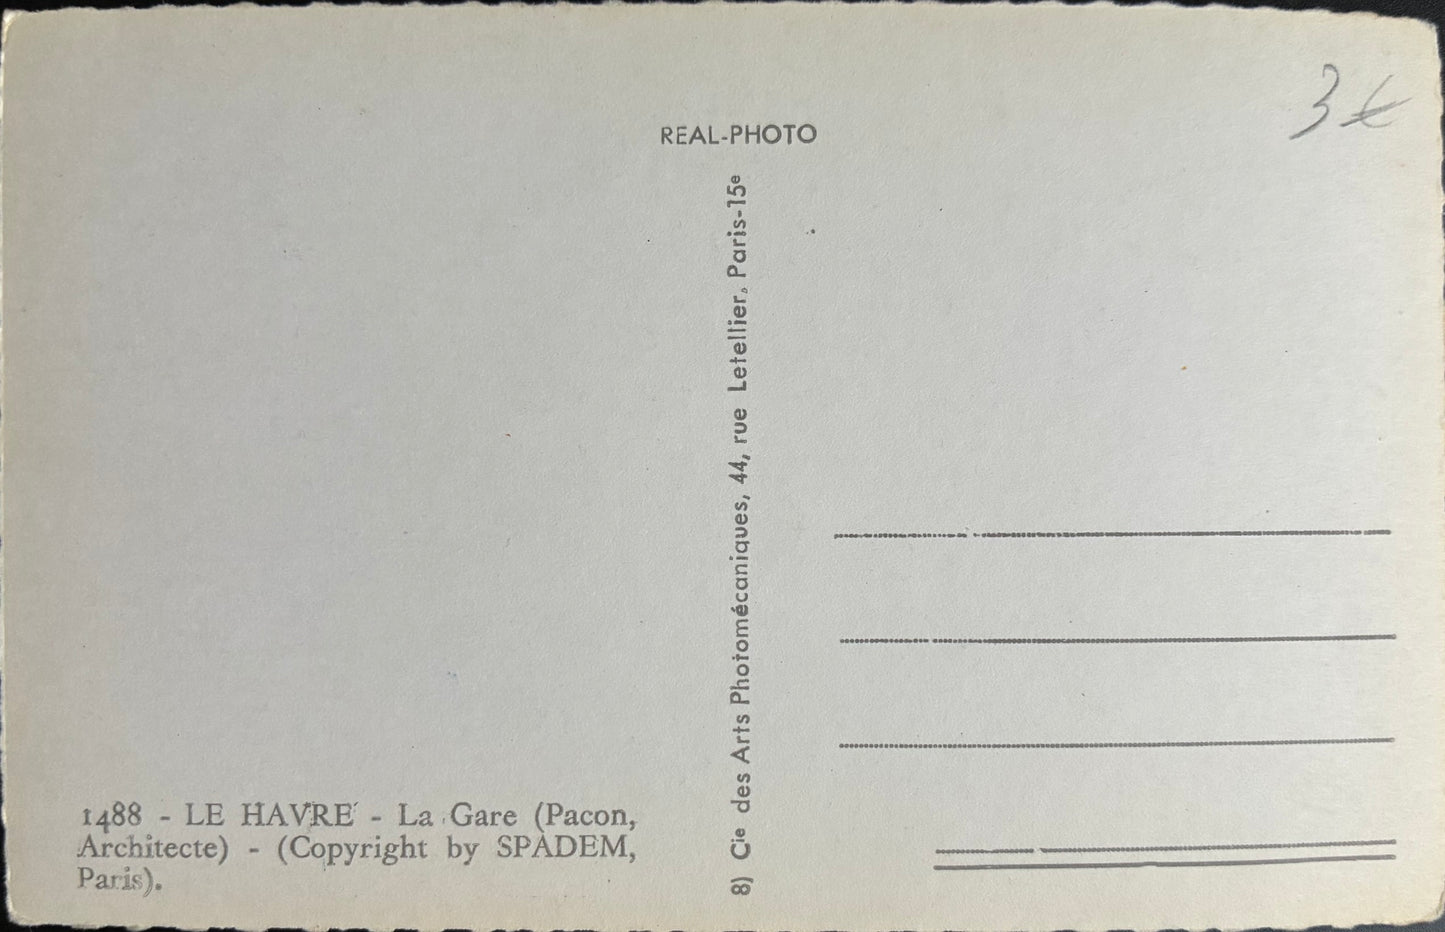 3 €
REAL-PHOTO
8) Cie des Arts Photomécaniques, 44, rue Letellier, Paris-15e
1488 - LE HAVRE - La Gare (Pacon,
Architecte) - (Copyright by SPADEM,
Paris).